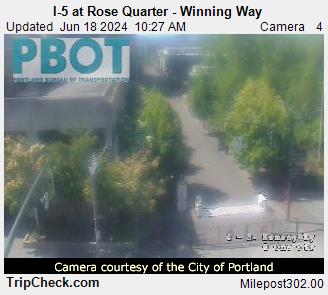 I-5 at Rose Quarter - Winning Way
Updated Jun 18 2024 10:27 AM Camera 4
PBOT
PORTLAND BUREAU OF TRANSPORTATION
Camera courtesy of the City of Portland
TripCheck.com Milepost302.00